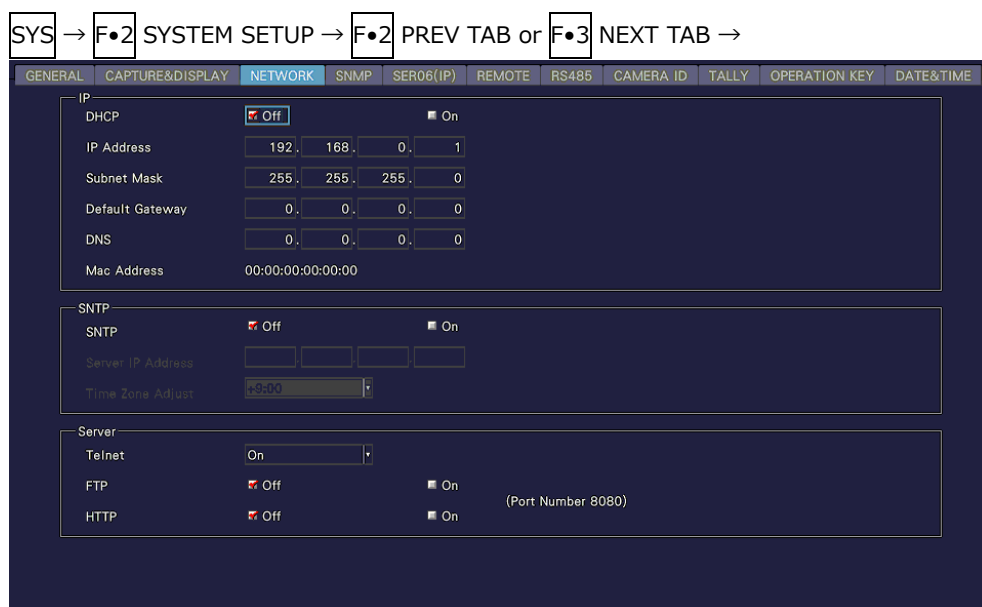 SYS → F•2 SYSTEM SETUP → F•2 PREV TAB or F•3 NEXT TAB →
GENERAL CAPTURE&DISPLAY NETWORK SNMP SER06(IP) REMOTE RS485 CAMERA ID TALLY OPERATION KEY DATE&TIME
IP
DHCP Off On
IP Address 192. 168. 0. 1
Subnet Mask 255. 255. 255. 0
Default Gateway 0. 0. 0. 0
DNS 0. 0. 0. 0
Mac Address 00:00:00:00:00:00
SNTP
SNTP Off On
Server IP Address . . .
Time Zone Adjust +9:00
Server
Telnet On
FTP Off On
(Port Number 8080)
HTTP Off On